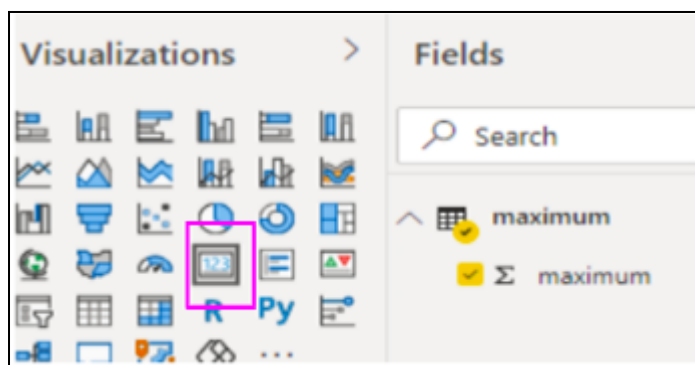 Visualizations
Fields
Search
maximum
Σ maximum
123
R
Py